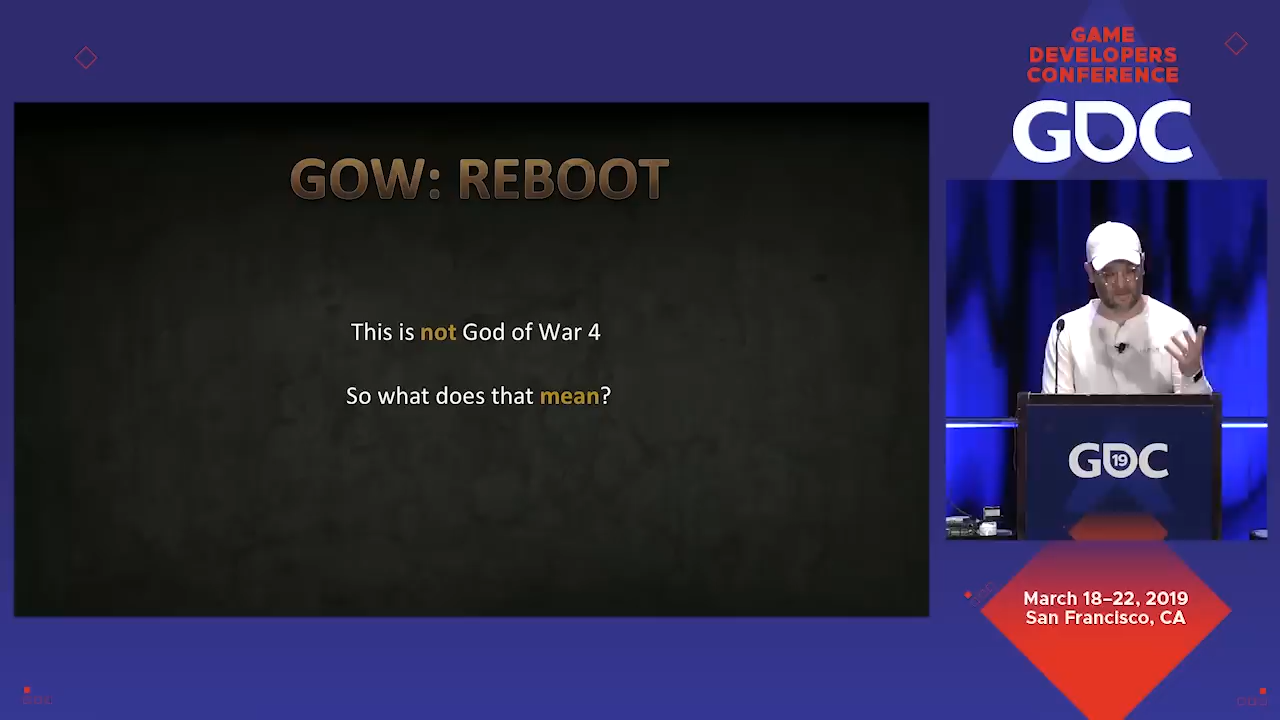 GAME
DEVELOPERS
CONFERENCE
GDC
GOW: REBOOT
This is not God of War 4
So what does that mean?
GDC
19
March 18–22, 2019
San Francisco, CA